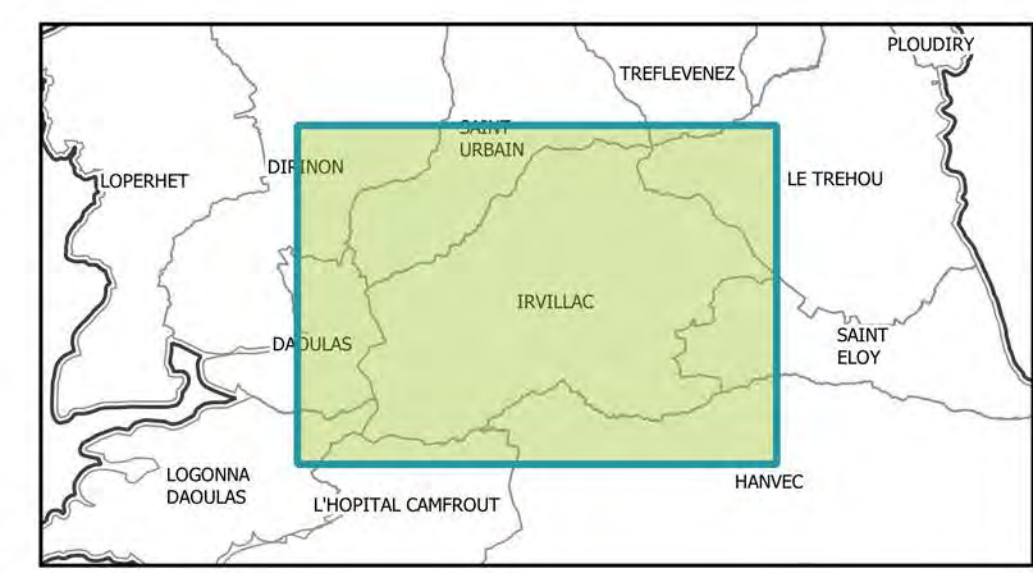 PLOUDIRY
TREFLEVENEZ
SAINT
URBAIN
DIRINON
LOPERHET
LE TREHOU
IRVILLAC
DAOULAS
SAINT
ELOY
LOGONNA
DAOULAS
L'HOPITAL CAMFROUT
HANVEC